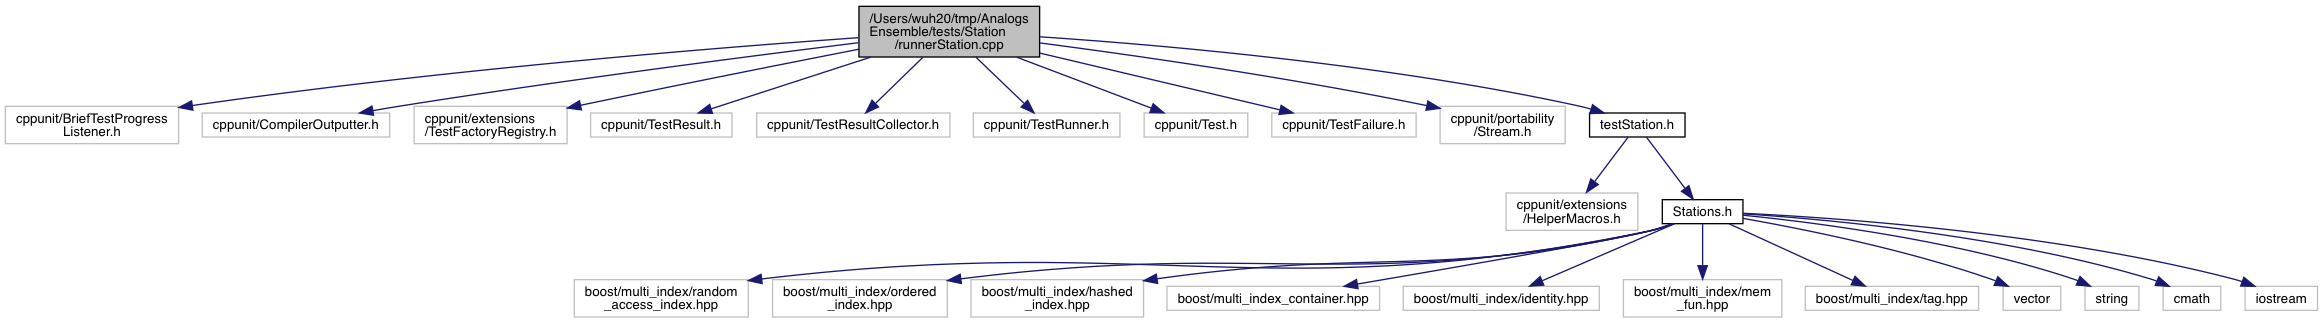 /Users/wuh20/tmp/Analogs
Ensemble/tests/Station
/runnerStation.cpp
cppunit/BriefTestProgress
Listener.h
cppunit/CompilerOutputter.h
cppunit/extensions
/TestFactoryRegistry.h
cppunit/TestResult.h
cppunit/TestResultCollector.h
cppunit/TestRunner.h
cppunit/Test.h
cppunit/TestFailure.h
cppunit/portability
/Stream.h
testStation.h
cppunit/extensions
/HelperMacros.h
Stations.h
boost/multi_index/random
_access_index.hpp
boost/multi_index/ordered
_index.hpp
boost/multi_index/hashed
_index.hpp
boost/multi_index_container.hpp
boost/multi_index/identity.hpp
boost/multi_index/mem
_fun.hpp
boost/multi_index/tag.hpp
vector
string
cmath
iostream